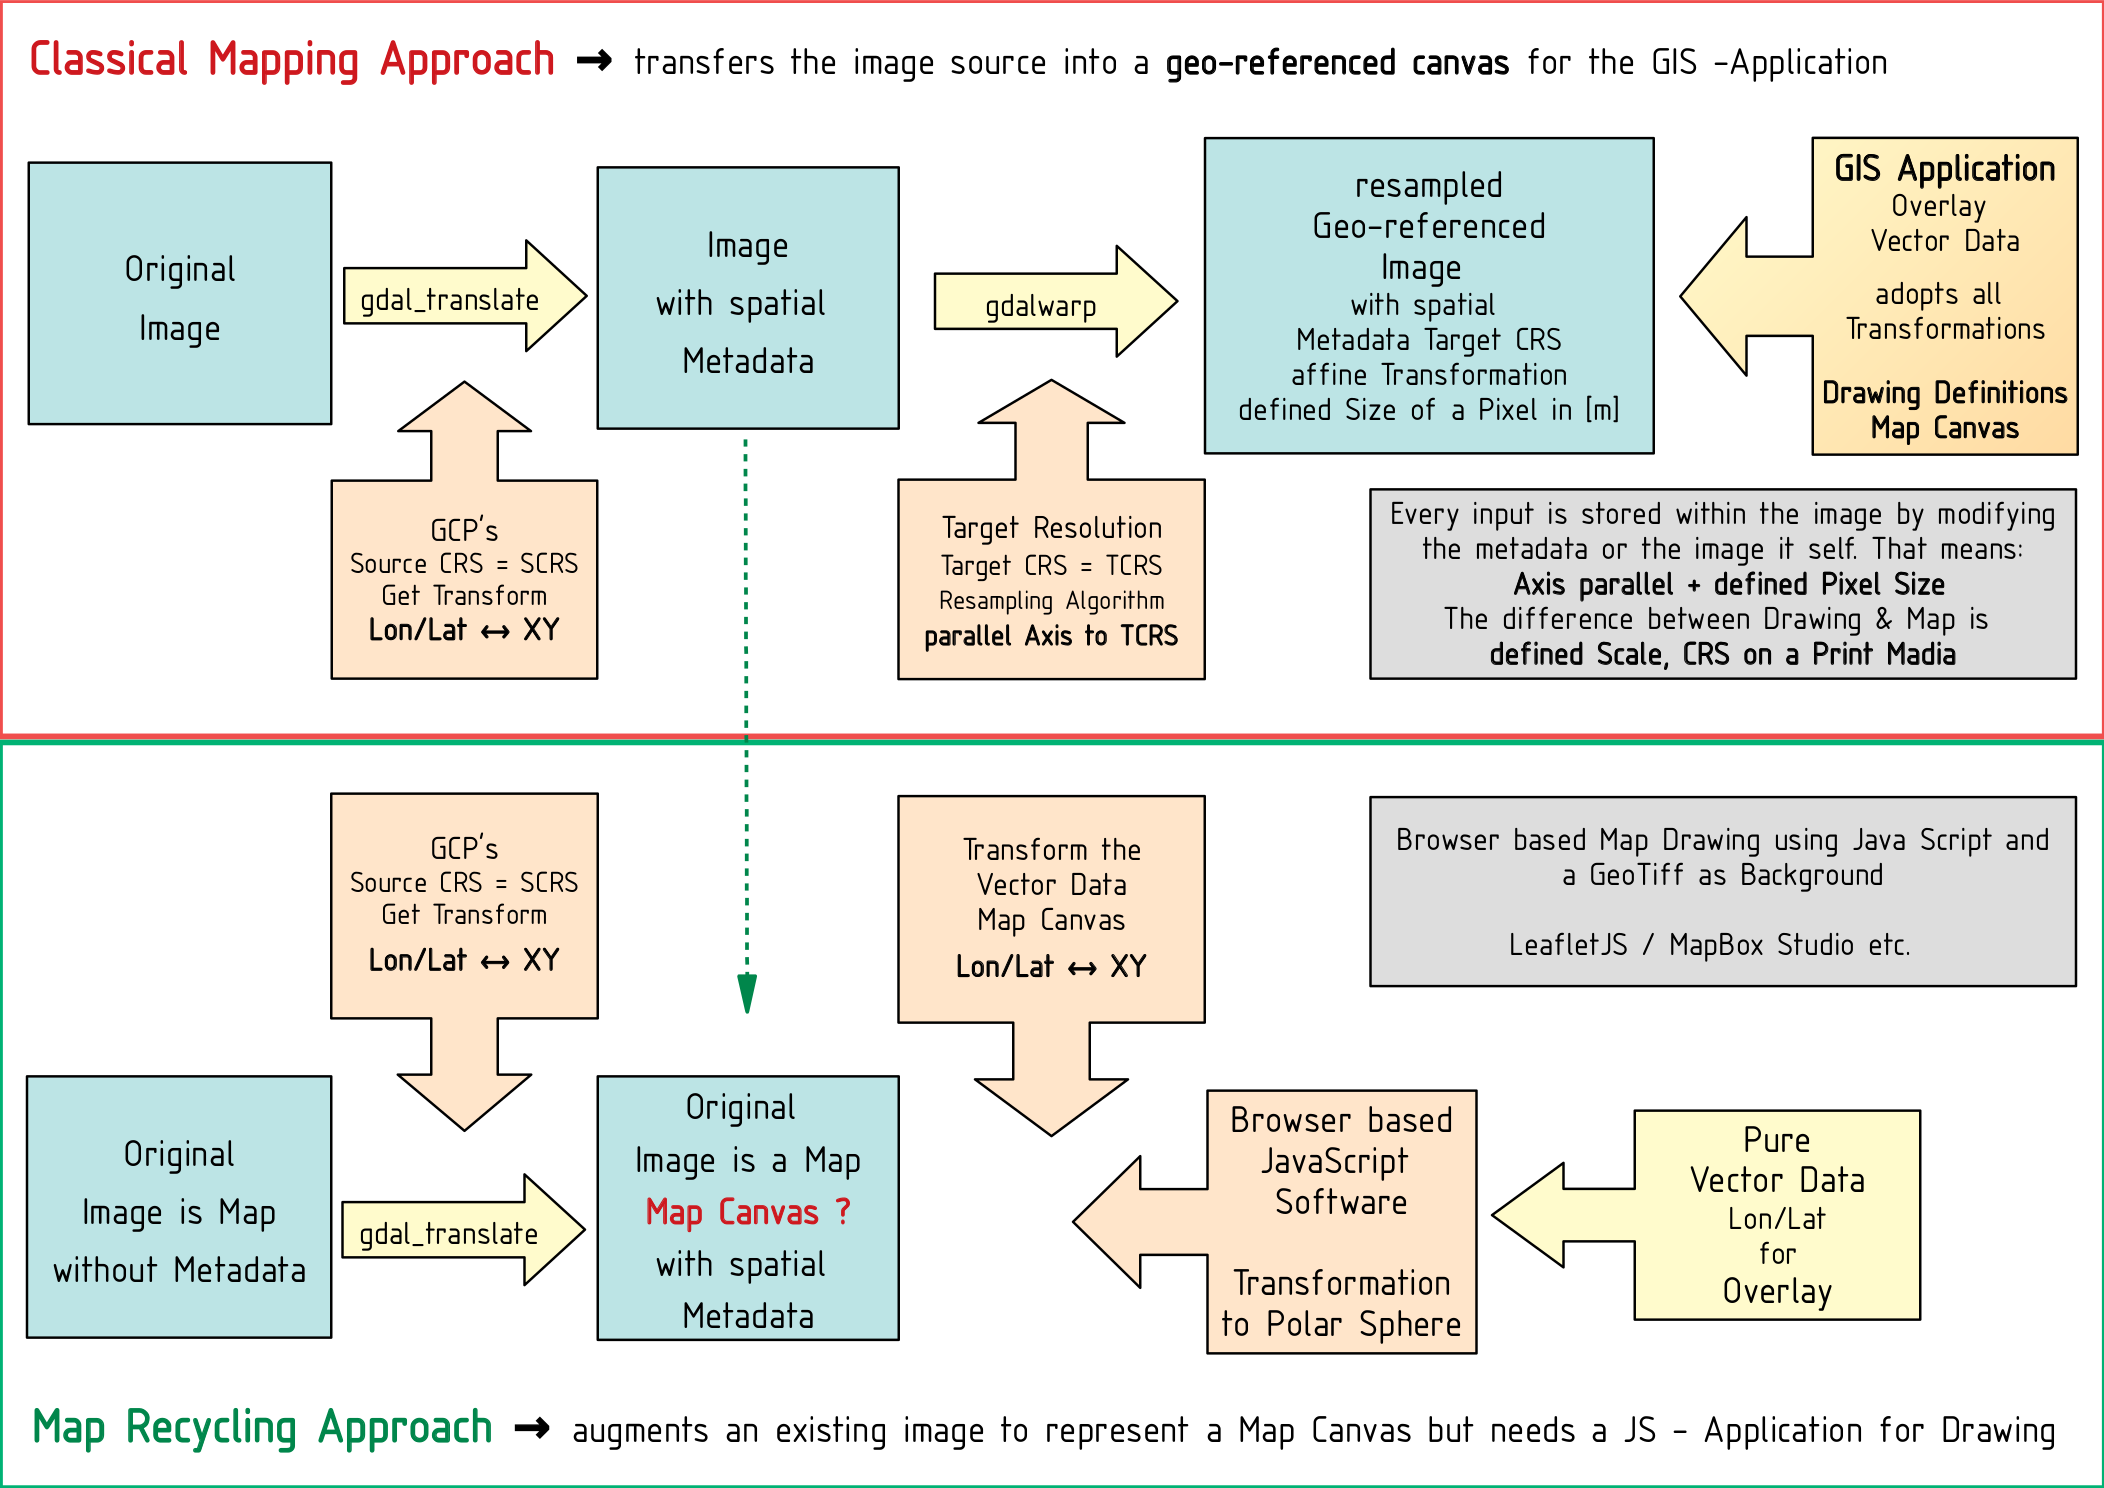 Classical Mapping Approach → transfers the image source into a geo-referenced canvas for the GIS -Application
Original
Image
gdal_translate
GCP's
Source CRS = SCRS
Get Transform
Lon/Lat ↔ XY
Image
with spatial
Metadata
gdalwarp
Target Resolution
Target CRS = TCRS
Resampling Algorithm
parallel Axis to TCRS
resampled
Geo-referenced
Image
with spatial
Metadata Target CRS
affine Transformation
defined Size of a Pixel in [m]
GIS Application
Overlay
Vector Data
adopts all
Transformations
Drawing Definitions
Map Canvas
Every input is stored within the image by modifying
the metadata or the image it self. That means:
Axis parallel + defined Pixel Size
The difference between Drawing & Map is
defined Scale, CRS on a Print Madia
GCP's
Source CRS = SCRS
Get Transform
Lon/Lat ↔ XY
Transform the
Vector Data
Map Canvas
Lon/Lat ↔ XY
Browser based Map Drawing using Java Script and
a GeoTiff as Background
LeafletJS / MapBox Studio etc.
Original
Image is Map
without Metadata
gdal_translate
Original
Image is a Map
Map Canvas ?
with spatial
Metadata
Browser based
JavaScript
Software
Transformation
to Polar Sphere
Pure
Vector Data
Lon/Lat
for
Overlay
Map Recycling Approach → augments an existing image to represent a Map Canvas but needs a JS - Application for Drawing